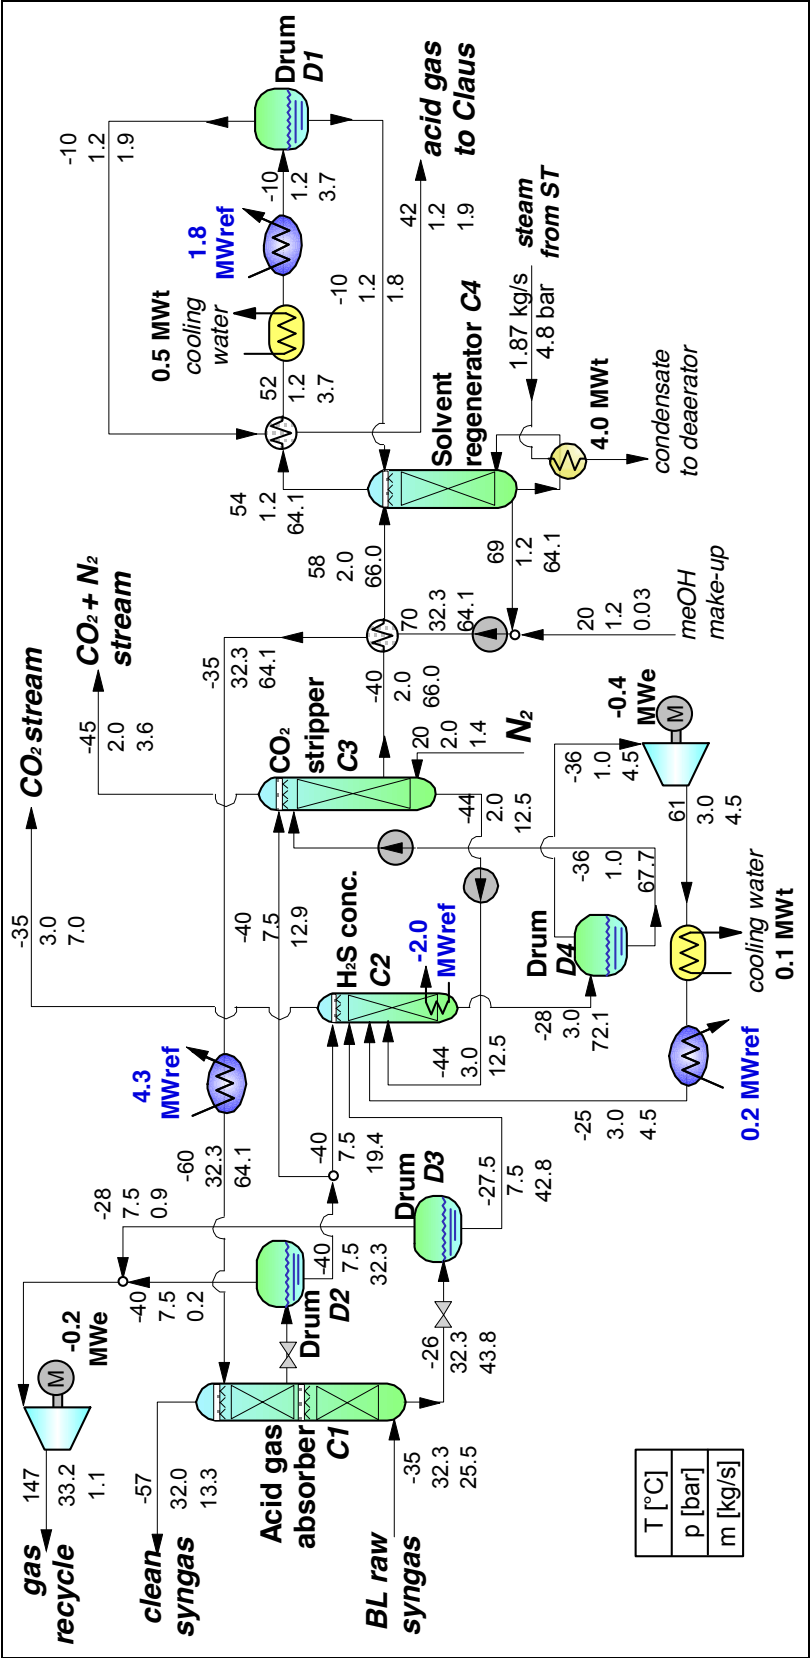 gas
recycle
147
33.2
1.1
M
-0.2
MWe
-28
7.5
0.9
-40
7.5
0.2
clean
syngas
-57
32.0
13.3
Acid gas
absorber
C1
BL raw
syngas
-35
32.3
25.5
Drum
D2
-40
7.5
32.3
-26
32.3
43.8
Drum
D3
-27.5
7.5
42.8
-60
32.3
64.1
4.3
MWref
-40
7.5
19.4
-40
7.5
12.9
CO2 stream
-35
3.0
7.0
CO2 + N2
stream
-45
2.0
3.6
H2S conc.
C2
-2.0
MWref
-44
3.0
12.5
-28
3.0
72.1
Drum
D4
-36
1.0
67.7
-36
1.0
4.5
-0.4
MWe
M
61
3.0
4.5
cooling water
0.1 MWt
0.2 MWref
-25
3.0
4.5
CO2
stripper
C3
-44
2.0
12.5
20
2.0
1.4
N2
-35
32.3
64.1
-40
2.0
66.0
58
2.0
66.0
70
32.3
64.1
69
1.2
64.1
20
1.2
0.03
meOH
make-up
Solvent
regenerator C4
54
1.2
64.1
52
1.2
3.7
0.5 MWt
cooling
water
1.8
MWref
-10
1.2
3.7
Drum
D1
-10
1.2
1.9
-10
1.2
1.8
42
1.2
1.9
acid gas
to Claus
1.87 kg/s
4.8 bar
steam
from ST
4.0 MWt
condensate
to deaerator
T [°C]
p [bar]
m [kg/s]